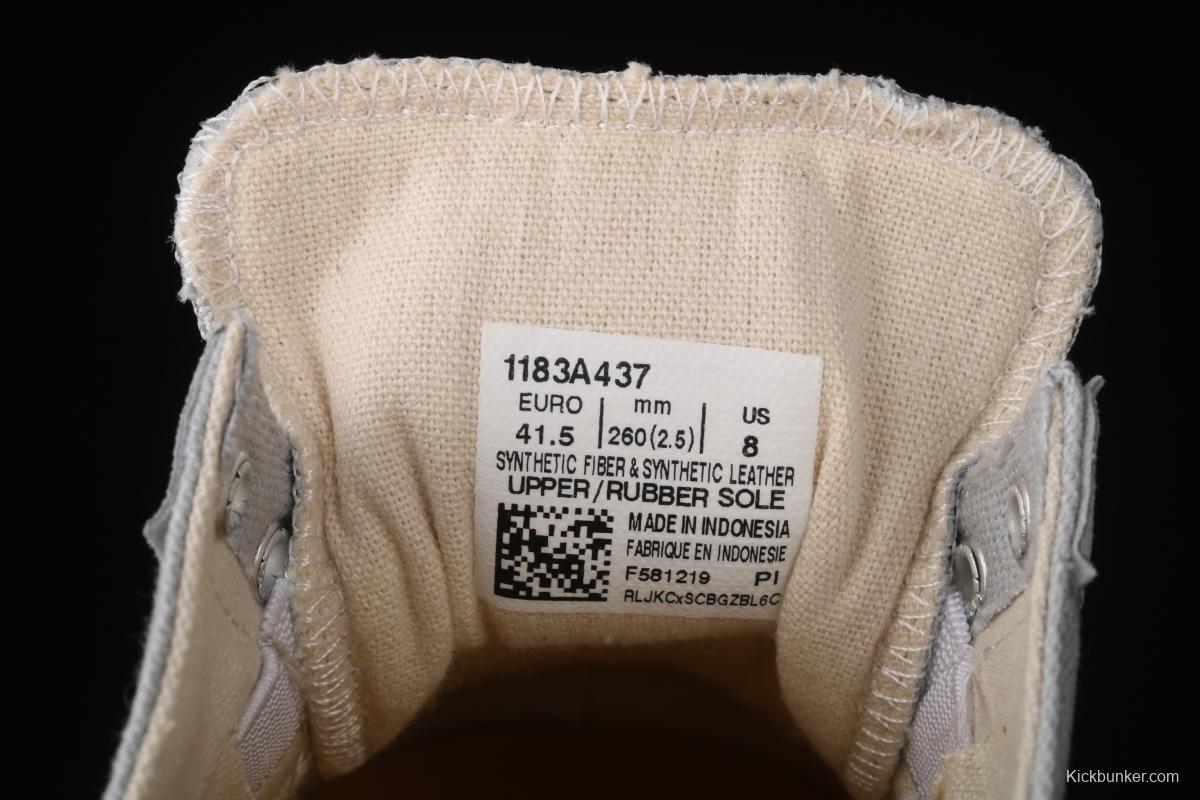 1183A437
EURO mm US
41.5 260(2.5) 8
SYNTHETIC FIBER & SYNTHETIC LEATHER
UPPER/RUBBER SOLE
MADE IN INDONESIA
FABRIQUE EN INDONESIE
F581219 PI
RLJKCxSCBGZBL6C
Kickbunker.com